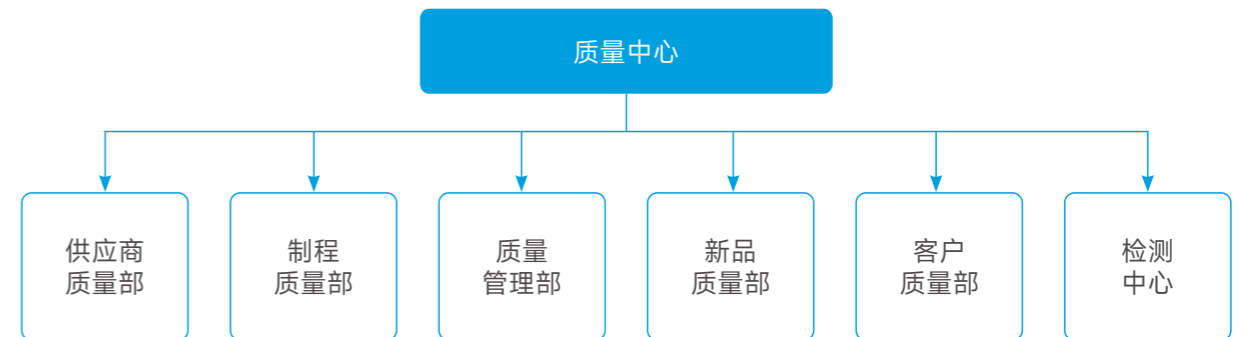 质量中心
供应商
质量部
制程
质量部
质量
管理部
新品
质量部
客户
质量部
检测
中心